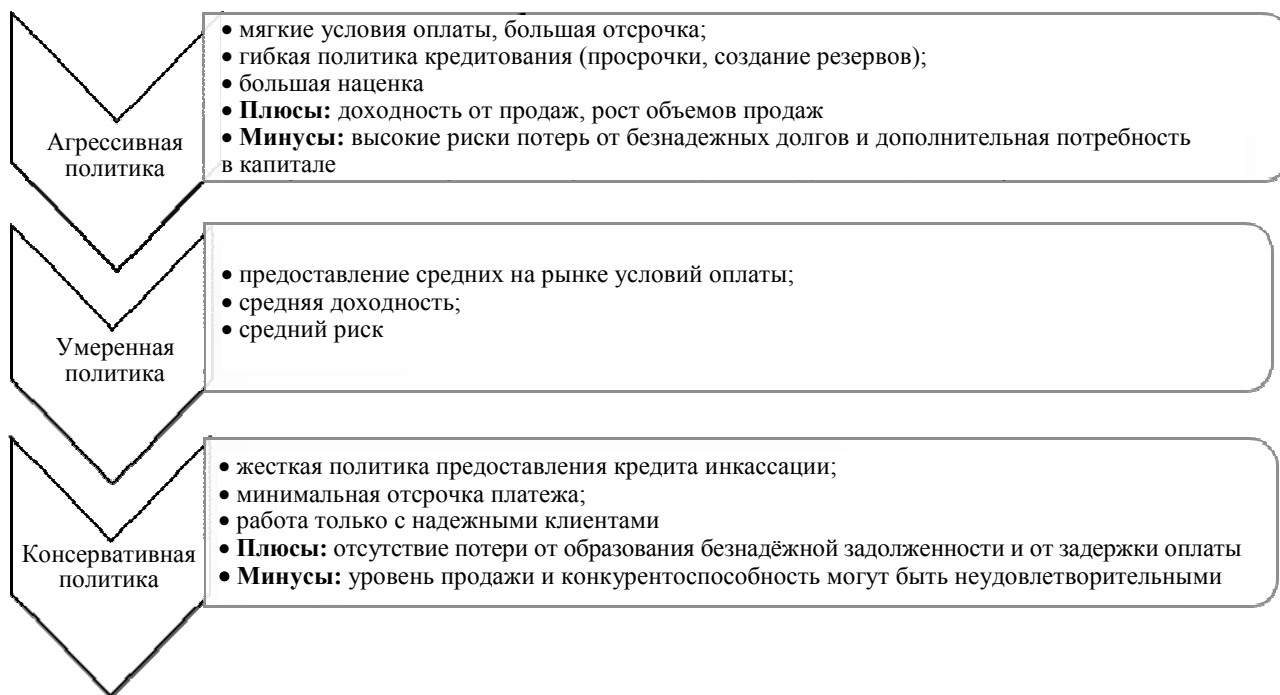 • мягкие условия оплаты, большая отсрочка;
• гибкая политика кредитования (просрочки, создание резервов);
• большая наценка
• Плюсы: доходность от продаж, рост объемов продаж
• Минусы: высокие риски потерь от безнадежных долгов и дополнительная потребность
в капитале
Агрессивная
политика
• предоставление средних на рынке условий оплаты;
• средняя доходность;
• средний риск
Умеренная
политика
• жесткая политика предоставления кредита инкассации;
• минимальная отсрочка платежа;
• работа только с надежными клиентами
• Плюсы: отсутствие потери от образования безнадёжной задолженности и от задержки оплаты
• Минусы: уровень продажи и конкурентоспособность могут быть неудовлетворительными
Консервативная
политика